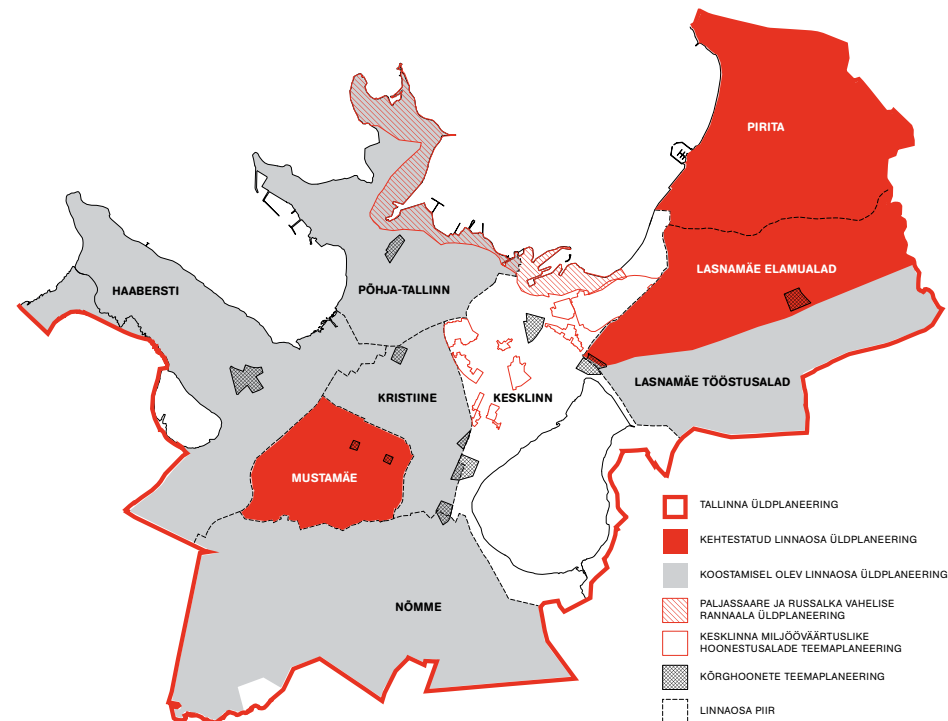 PIRITA
LASNAMÄE ELAMUALAD
HAABERSTI
PÕHJA-TALLINN
LASNAMÄE TÖÖSTUSALAD
KRISTIINE
KESKLINN
MUSTAMÄE
NÕMME
TALLINNA ÜLDPLANEERING
KEHTESTATUD LINNAOSA ÜLDPLANEERING
KOOSTAMISEL OLEV LINNAOSA ÜLDPLANEERING
PALJASSAARE JA RUSSALKA VAHELISE
RANNAALA ÜLDPLANEERING
KESKLINNA MILJÖÖVÄÄRTUSLIKE
HOONESTUSALADE TEEMAPLANEERING
KÕRGHOONETE TEEMAPLANEERING
LINNAOSA PIIR